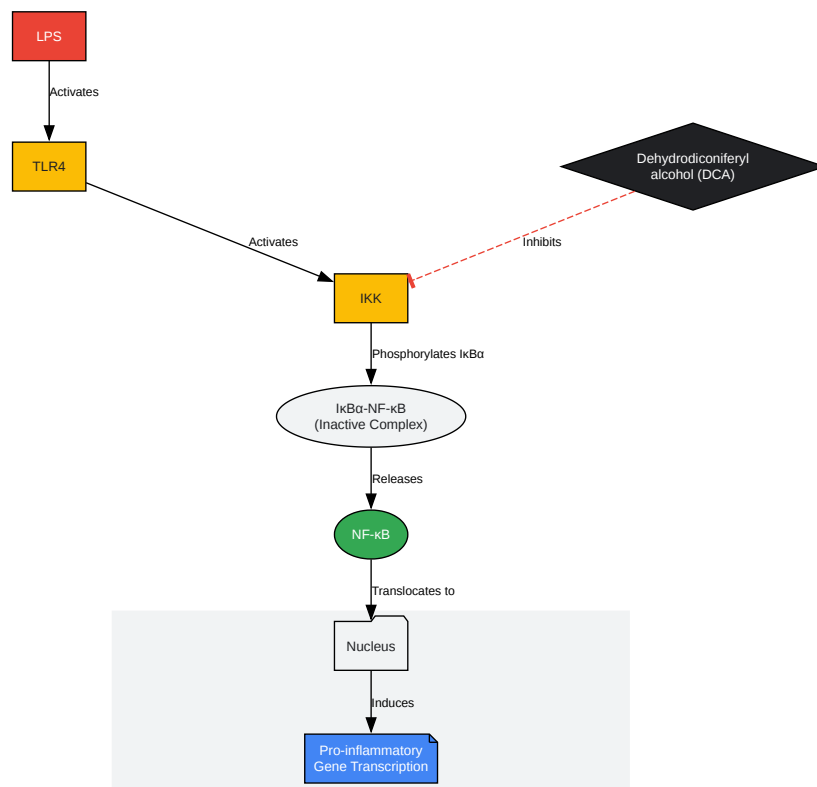 LPS
Activates
TLR4
Dehydrodiconiferyl
alcohol (DCA)
Activates
Inhibits
IKK
Phosphorylates IκBα
IκBα-NF-κB
(Inactive Complex)
Releases
NF-κB
Translocates to
Nucleus
Induces
Pro-inflammatory
Gene Transcription